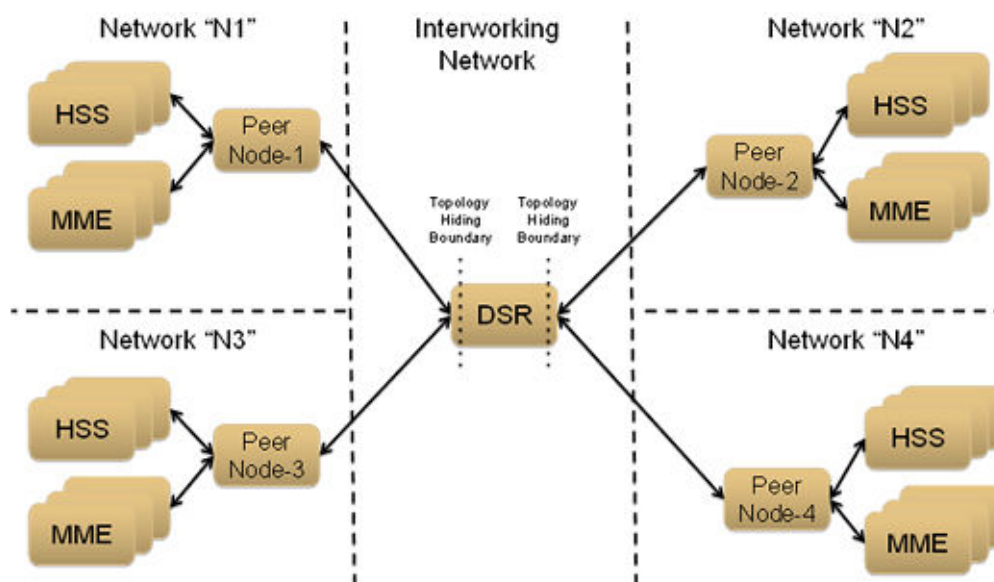 Network “N1”
Interworking
Network
Network “N2”
HSS
MME
Peer
Node-1
HSS
MME
Peer
Node-2
Topology
Hiding
Boundary
Topology
Hiding
Boundary
DSR
Network “N3”
Network “N4”
HSS
MME
Peer
Node-3
HSS
MME
Peer
Node-4